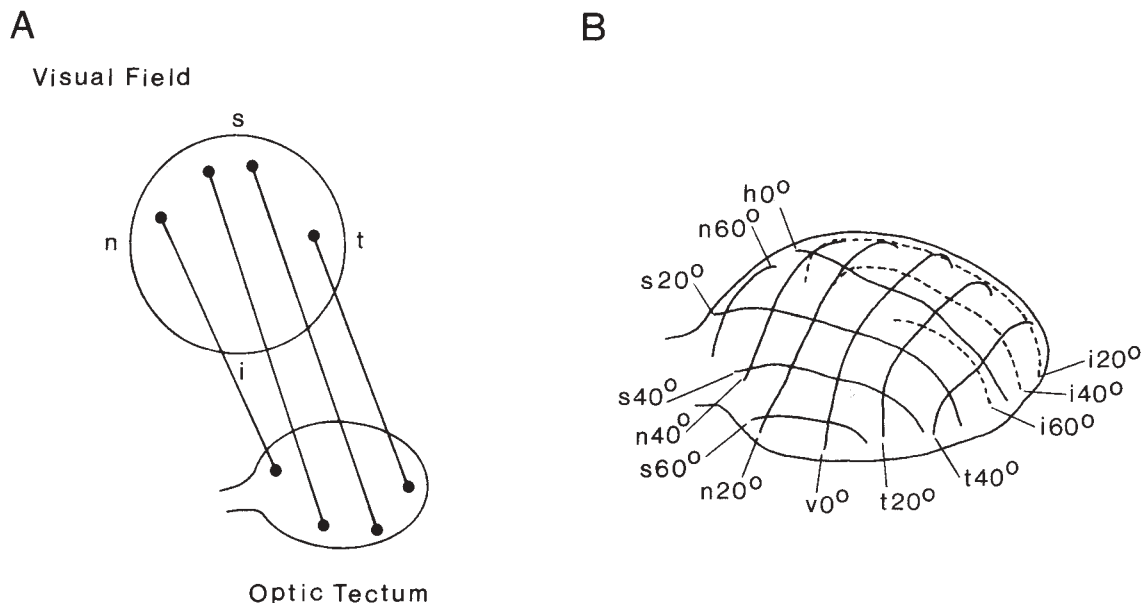 A
B
Visual Field
s
n
t
i
Optic Tectum
h0°
n60°
s20°
s40°
n40°
s60°
n20°
v0°
t20°
t40°
i60°
i40°
i20°